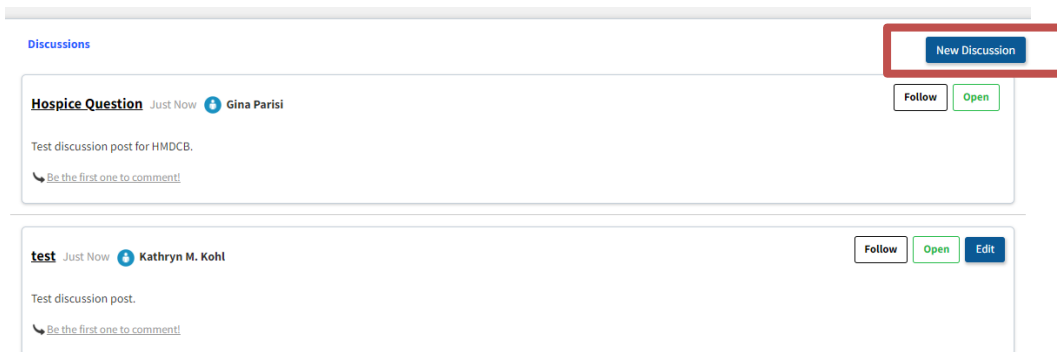 Discussions
New Discussion
Hospice Question Just Now Gina Parisi
Follow Open
Test discussion post for HMDCB.
Be the first one to comment!
test Just Now Kathryn M. Kohl
Follow Open Edit
Test discussion post.
Be the first one to comment!